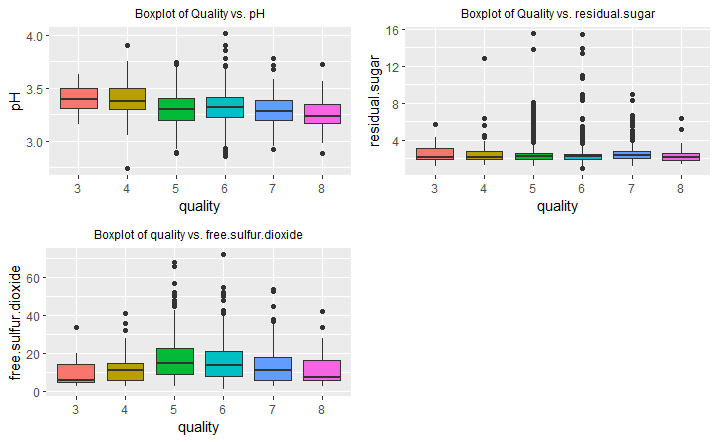 Boxplot of Quality vs. pH
pH
4.0
3.5
3.0
3 4 5 6 7 8
quality
Boxplot of Quality vs. residual.sugar
residual.sugar
16
12
8
4
3 4 5 6 7 8
quality
Boxplot of quality vs. free.sulfur.dioxide
free.sulfur.dioxide
60
40
20
0
3 4 5 6 7 8
quality